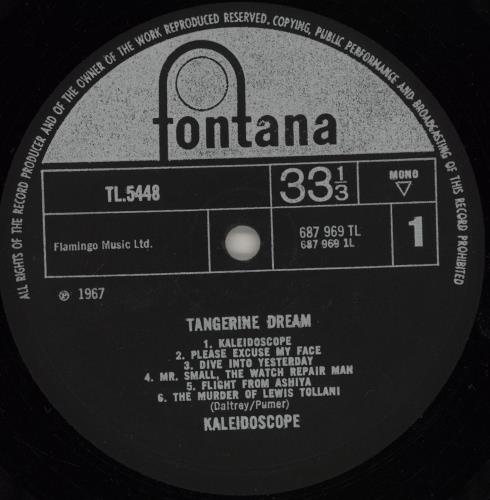 ALL RIGHTS OF THE RECORD PRODUCER AND OF THE OWNER OF THE WORK REPRODUCED RESERVED. COPYING, PUBLIC PERFORMANCE AND BROADCASTING OF THIS RECORD PROHIBITED
fontana
TL.5448
33⅓
MONO
Flamingo Music Ltd.
687 969 TL
687 969 1L
1
℗ 1967
TANGERINE DREAM
1. KALEIDOSCOPE
2. PLEASE EXCUSE MY FACE
3. DIVE INTO YESTERDAY
4. MR. SMALL, THE WATCH REPAIR MAN
5. FLIGHT FROM ASHIYA
6. THE MURDER OF LEWIS TOLLANI
(Daltrey/Pumer)
KALEIDOSCOPE